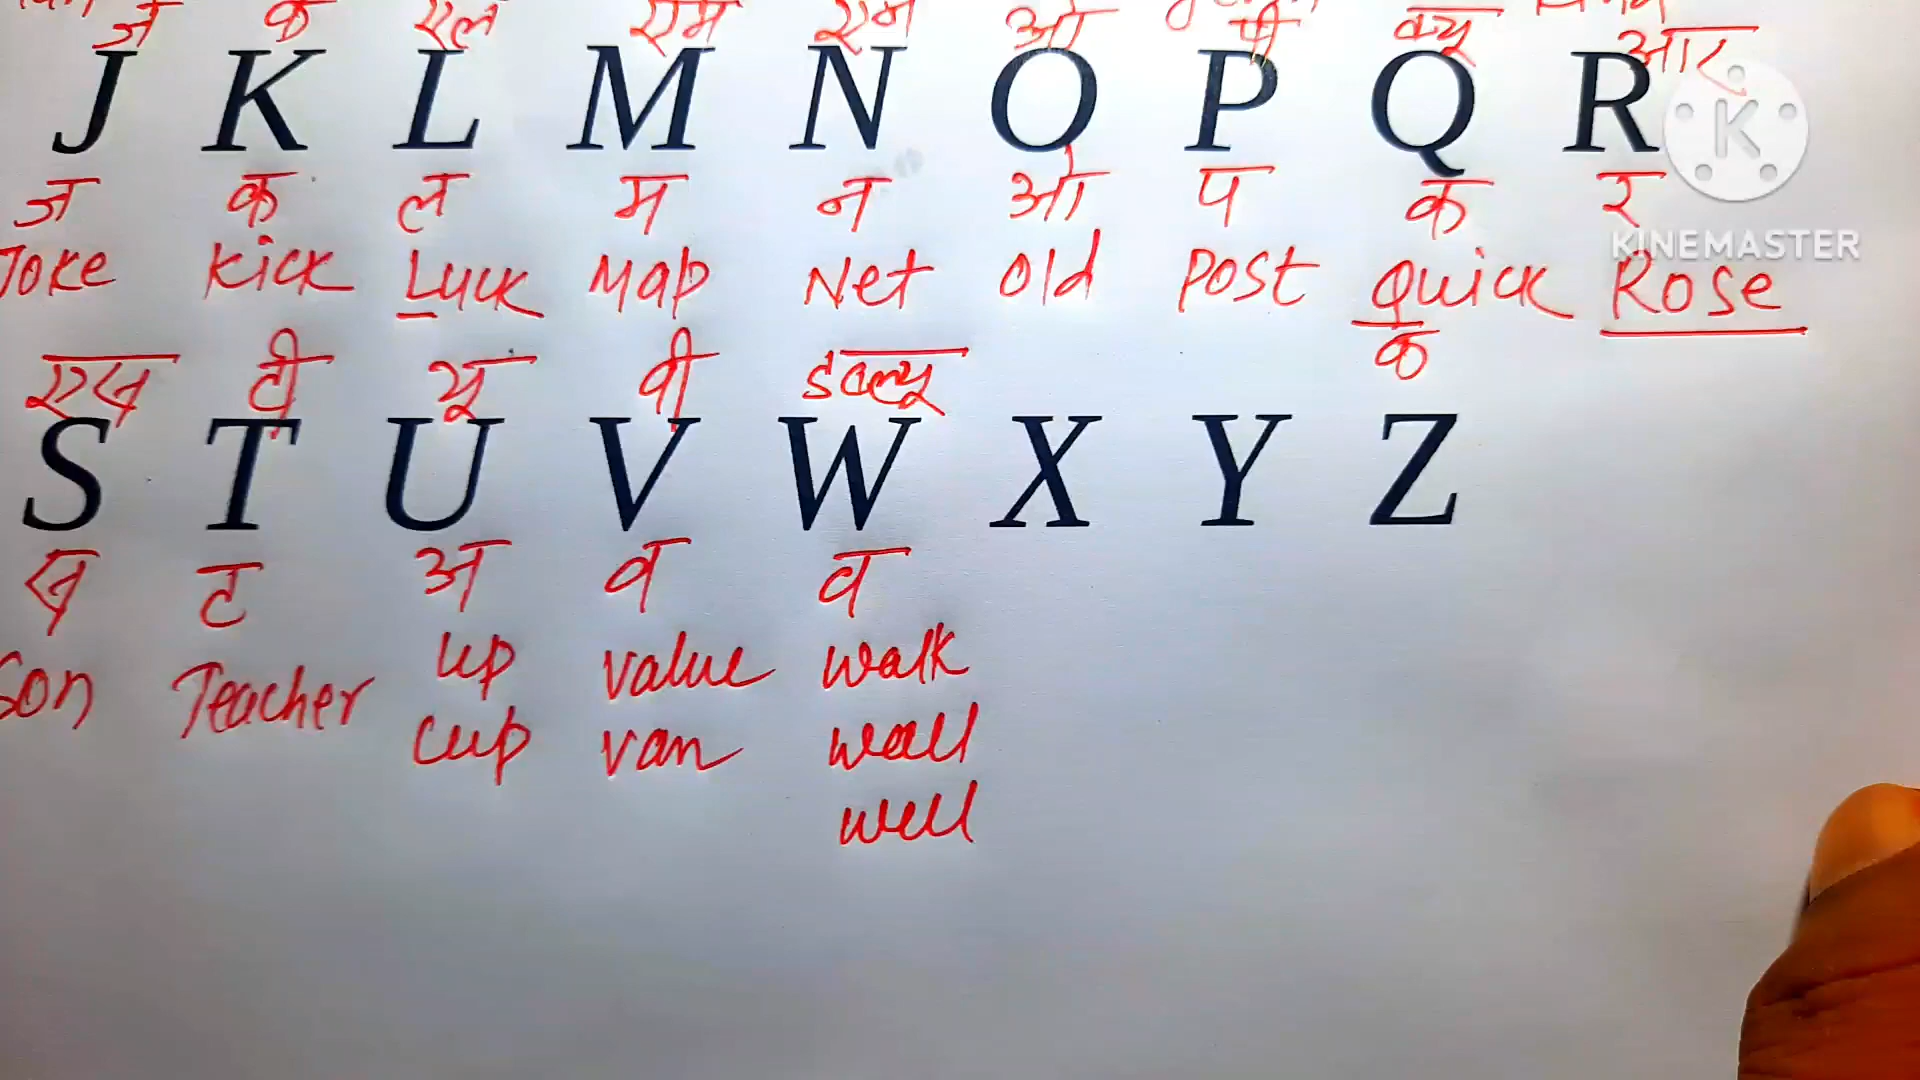 जे के एल एम एन ओ पी क्यू आर
J K L M N O P Q R
ज क ल म न ओ प क र
KINEMASTER
Joke Kick Luck Map Net Old Post Quick Rose
क
एस टी यू वी डब्ल्यू
S T U V W X Y Z
स ट अ व व
Son Teacher up value walk
cup van wall
well